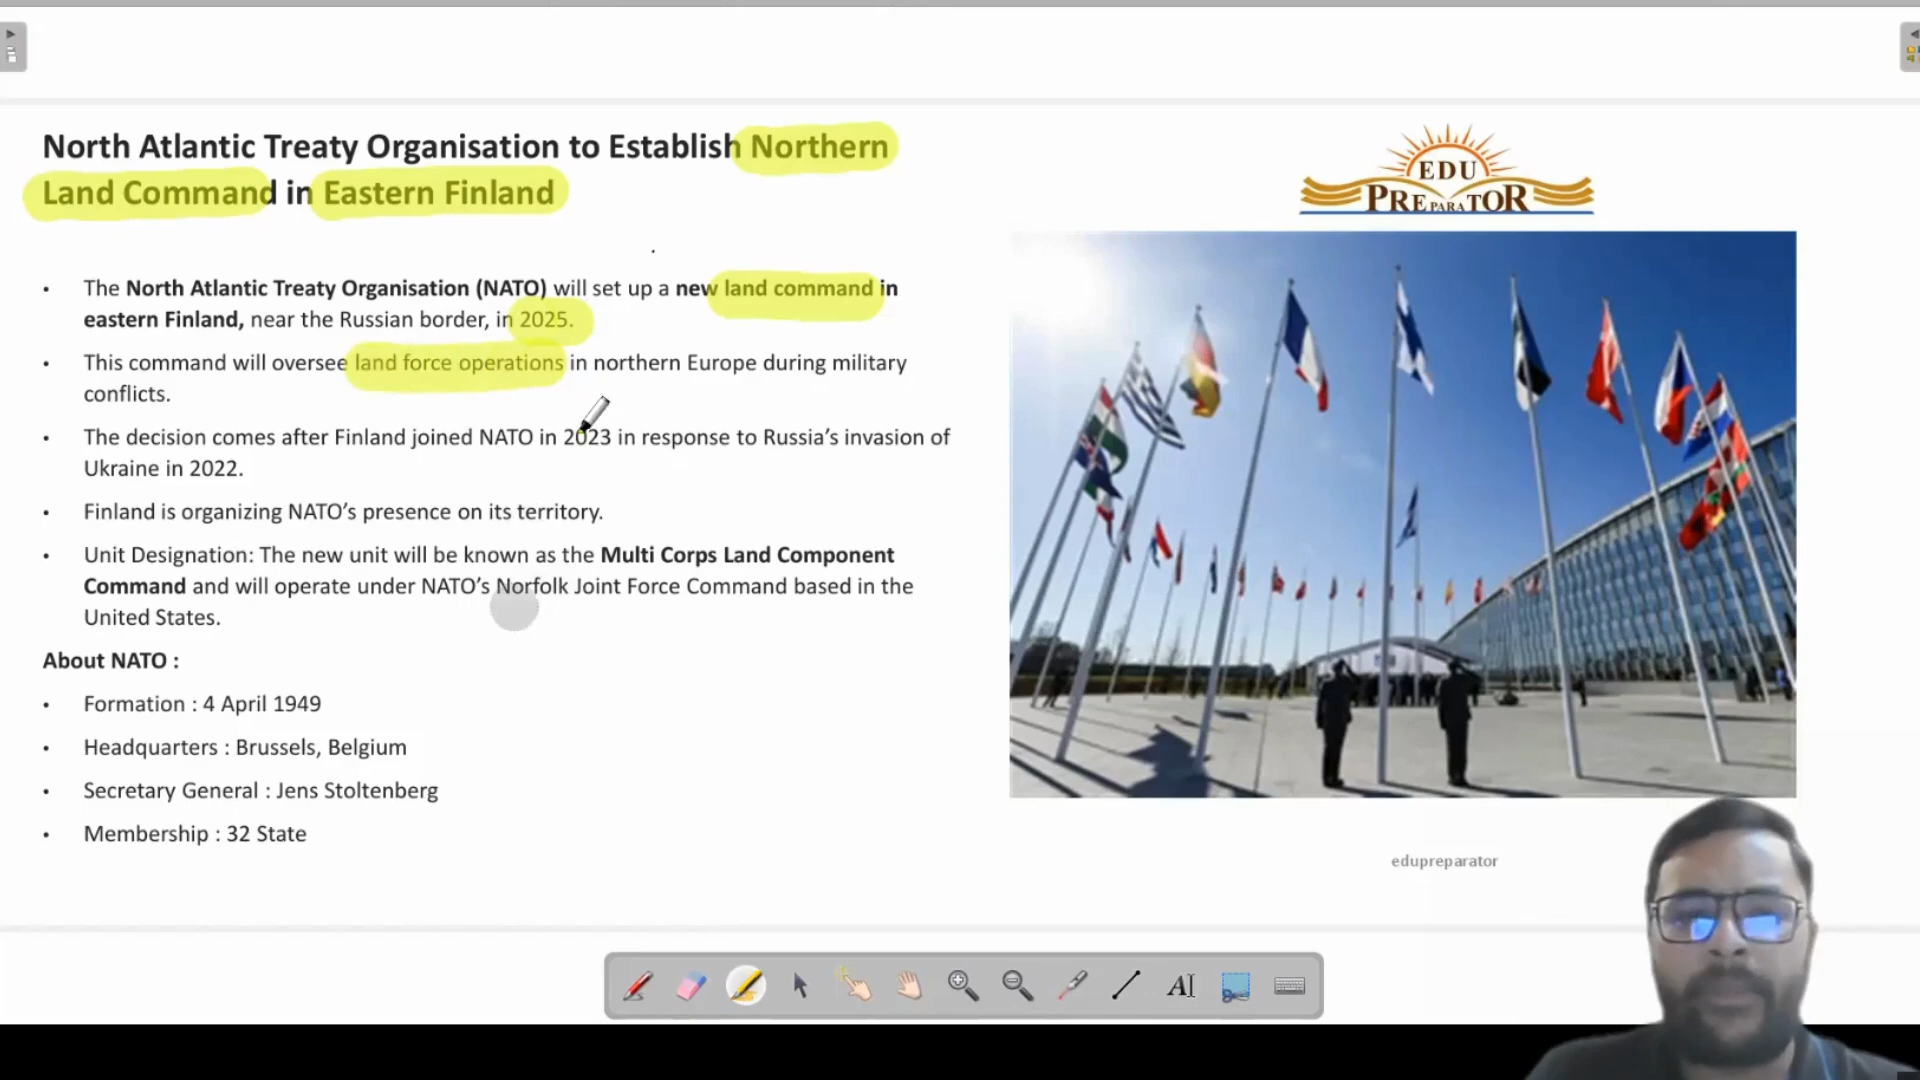 North Atlantic Treaty Organisation to Establish Northern
Land Command in Eastern Finland
• The North Atlantic Treaty Organisation (NATO) will set up a new land command in
eastern Finland, near the Russian border, in 2025.
• This command will oversee land force operations in northern Europe during military
conflicts.
• The decision comes after Finland joined NATO in 2023 in response to Russia’s invasion of
Ukraine in 2022.
• Finland is organizing NATO’s presence on its territory.
• Unit Designation: The new unit will be known as the Multi Corps Land Component
Command and will operate under NATO’s Norfolk Joint Force Command based in the
United States.
About NATO :
• Formation : 4 April 1949
• Headquarters : Brussels, Belgium
• Secretary General : Jens Stoltenberg
• Membership : 32 State
EDU
PREPARATOR
edupreparator
AI